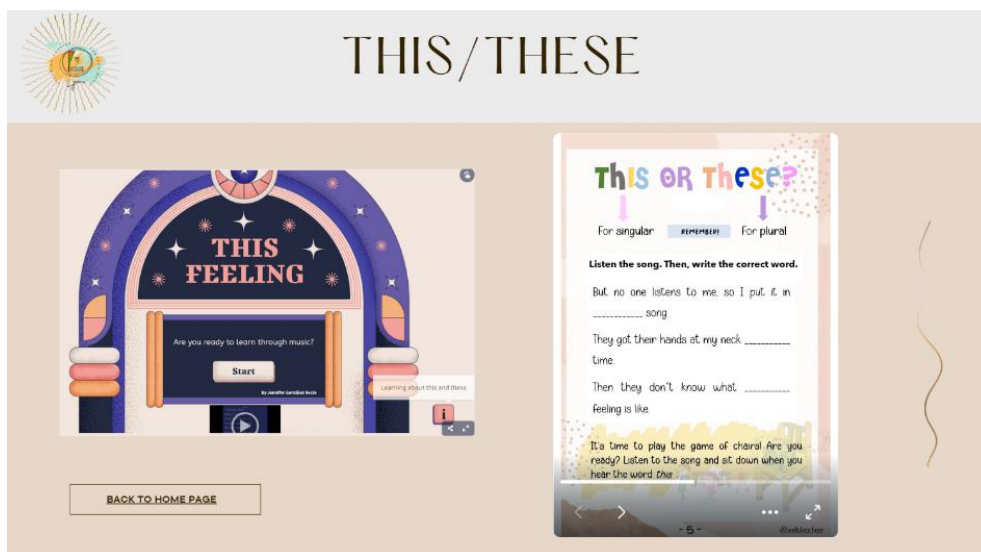 THIS/THESE
THIS
FEELING
Are you ready to learn through music?
Start
Learning about this and these
i
BACK TO HOME PAGE
This OR These?
For singular
REMEMBER!
For plural
Listen the song. Then, write the correct word.
But no one listens to me, so I put it in
____________ song
They got their hands at my neck __________
time.
Then they don't know what __________
feeling is like.
It's time to play the game of chairs! Are you
ready? Listen to the song and sit down when you
hear the word this.
- 5 -